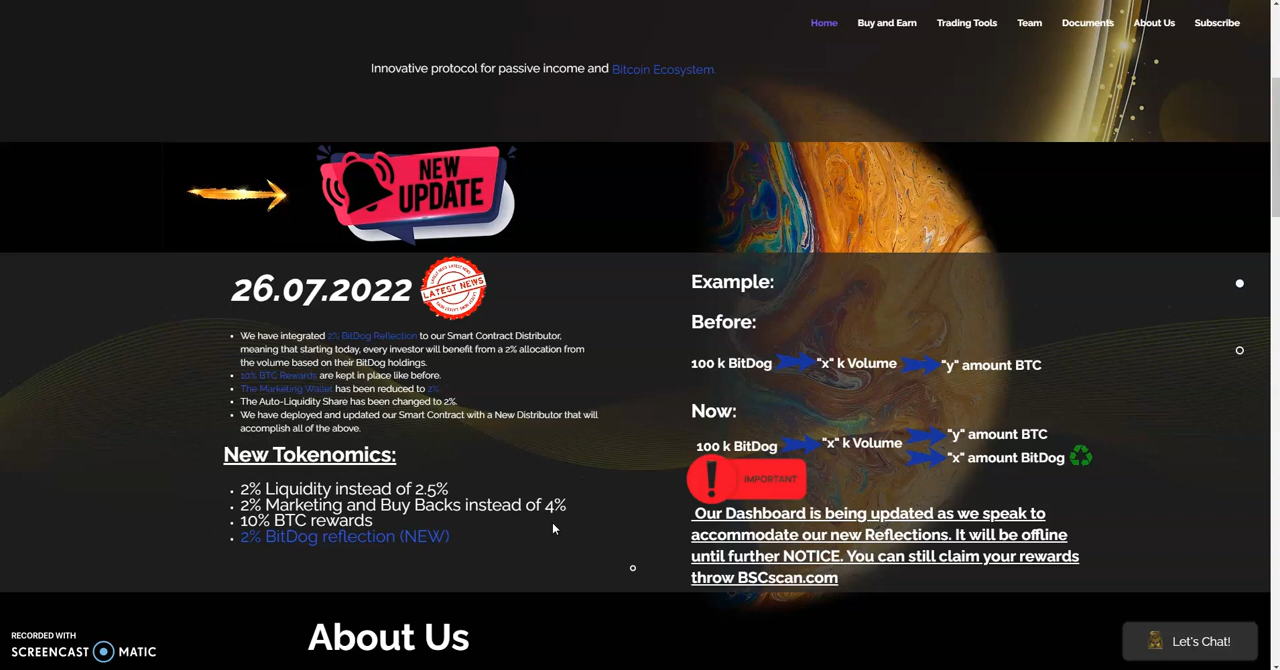 Home Buy and Earn Trading Tools Team Documents About Us Subscribe
Innovative protocol for passive income and Bitcoin Ecosystem
NEW
UPDATE
26.07.2022
LATEST NEWS
We have integrated 2% BitDog Reflection to our Smart Contract Distributor,
meaning that starting today, every investor will benefit from a 2% allocation from
the volume based on their BitDog holdings.
10% BTC Rewards are kept in place like before.
The Marketing Wallet has been reduced to 2%.
The Auto-Liquidity Share has been changed to 2%.
We have deployed and updated our Smart Contract with a New Distributor that will
accomplish all of the above.
New Tokenomics:
2% Liquidity instead of 2.5%
2% Marketing and Buy Backs instead of 4%
10% BTC rewards
2% BitDog reflection (NEW)
Example:
Before:
100 k BitDog "x" k Volume "y" amount BTC
Now:
100 k BitDog "x" k Volume "y" amount BTC
"x" amount BitDog
! IMPORTANT
Our Dashboard is being updated as we speak to
accommodate our new Reflections. It will be offline
until further NOTICE. You can still claim your rewards
throw BSCscan.com
About Us
RECORDED WITH
SCREENCAST MATIC
Let's Chat!